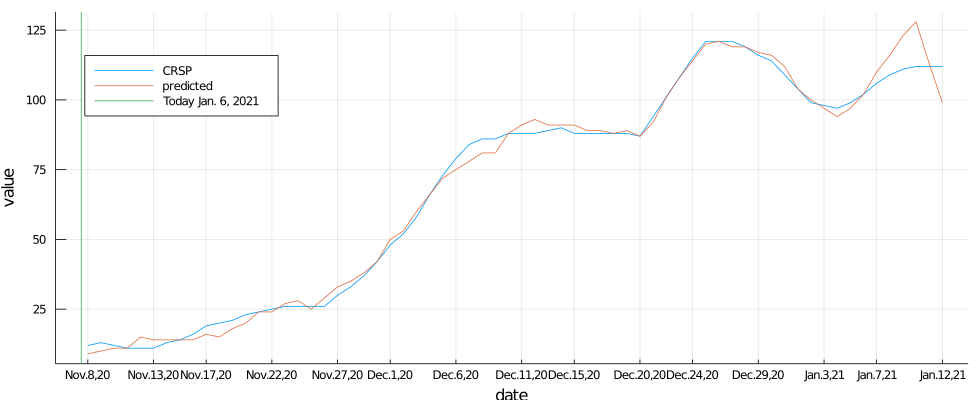 125
100
75
50
25
value
CRSP
predicted
Today Jan. 6, 2021
Nov.8,20 Nov.13,20 Nov.17,20 Nov.22,20 Nov.27,20 Dec.1,20 Dec.6,20 Dec.11,20 Dec.15,20 Dec.20,20 Dec.24,20 Dec.29,20 Jan.3,21 Jan.7,21 Jan.12,21
date